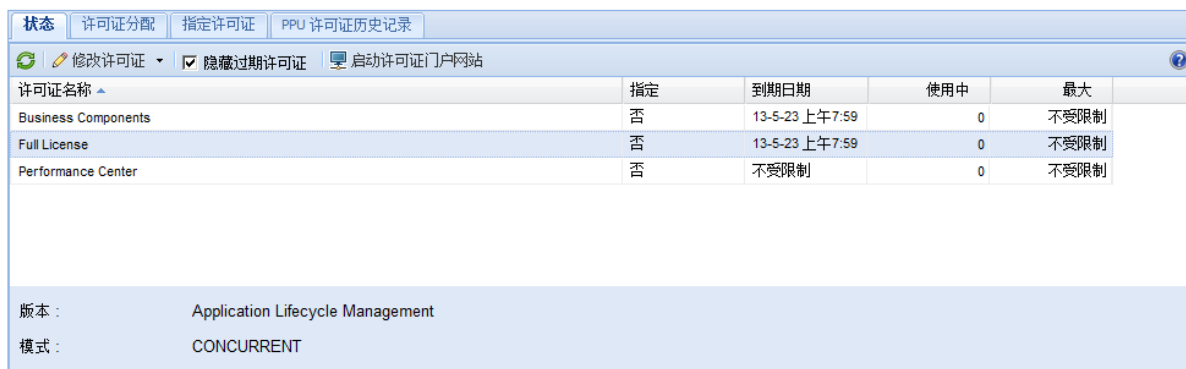 状态 许可证分配 指定许可证 PPU 许可证历史记录
修改许可证 隐藏过期许可证 启动许可证门户网站
许可证名称 指定 到期日期 使用中 最大
Business Components 否 13-5-23 上午7:59 0 不受限制
Full License 否 13-5-23 上午7:59 0 不受限制
Performance Center 否 不受限制 0 不受限制
版本 : Application Lifecycle Management
模式 : CONCURRENT